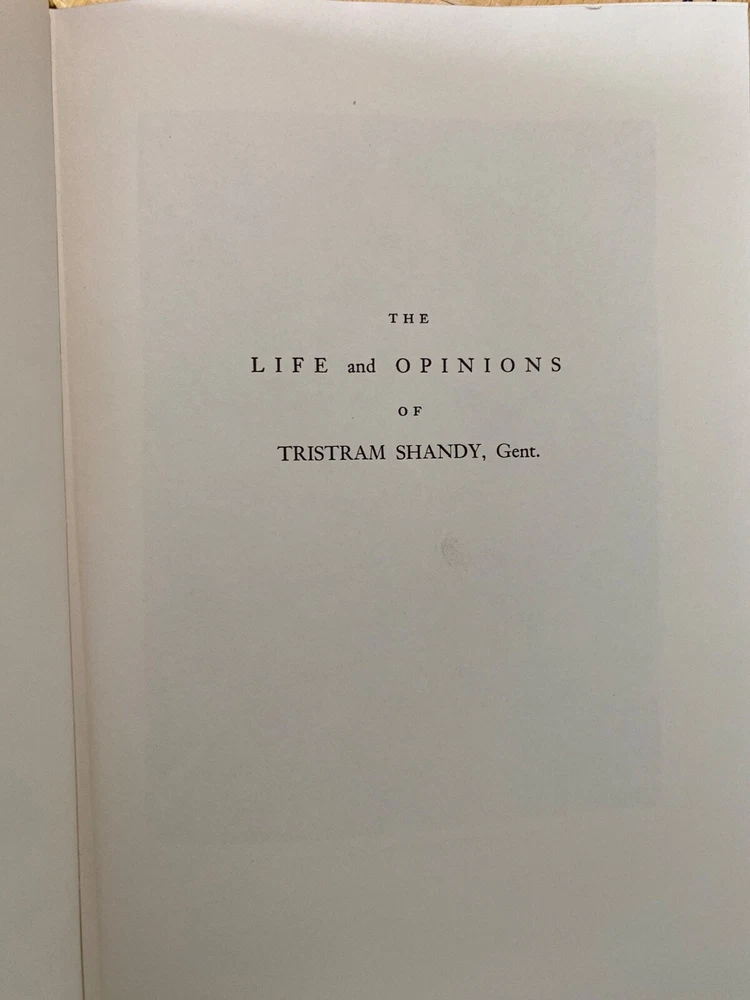 THE
LIFE and OPINIONS
OF
TRISTRAM SHANDY, Gent.